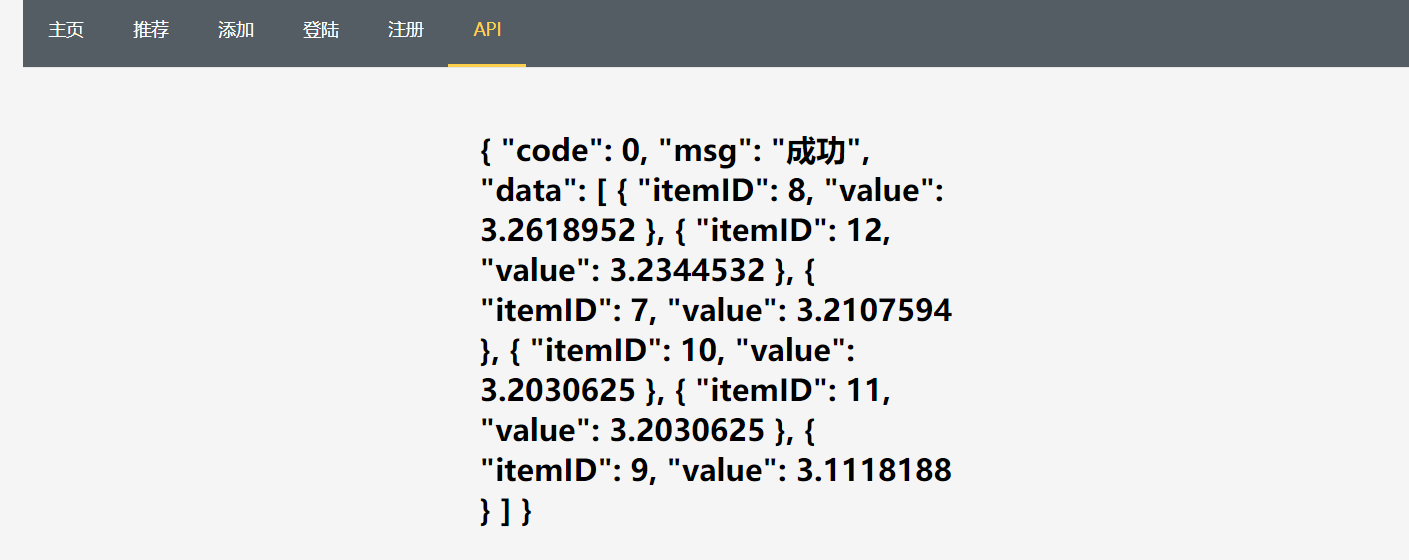 主页 推荐 添加 登陆 注册 API
{ "code": 0, "msg": "成功",
"data": [ { "itemID": 8, "value":
3.2618952 }, { "itemID": 12,
"value": 3.2344532 }, {
"itemID": 7, "value": 3.2107594
}, { "itemID": 10, "value":
3.2030625 }, { "itemID": 11,
"value": 3.2030625 }, {
"itemID": 9, "value": 3.1118188
} ] }